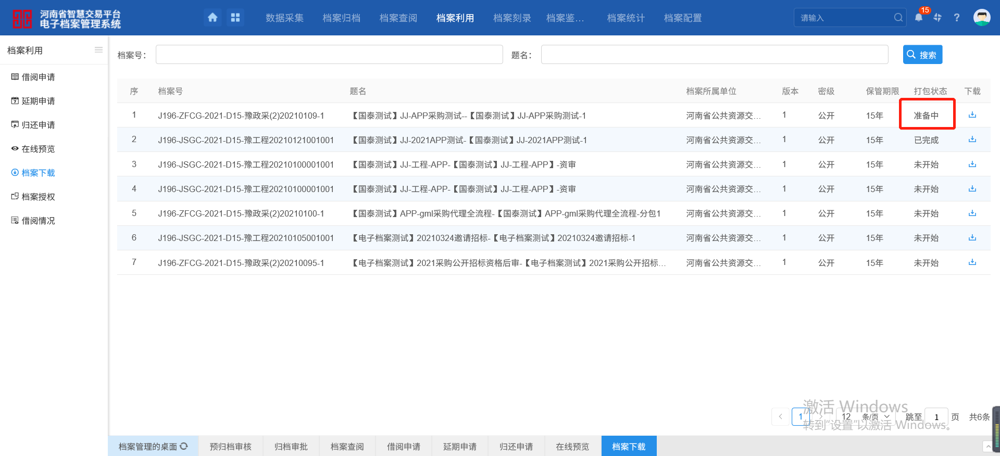 河南省智慧交易平台
电子档案管理系统
数据采集 档案归档 档案查阅 档案利用 档案刻录 档案鉴... 档案统计 档案配置
请输入
15
档案利用
借阅申请
延期申请
归还申请
在线预览
档案下载
档案授权
借阅情况
档案号： 题名： 搜索
序 档案号 题名 档案所属单位 版本 密级 保管期限 打包状态 下载
1 J196-ZFCG-2021-D15-豫政采(2)20210109-1 【国泰测试】JJ-APP采购测试--【国泰测试】JJ-APP采购测试-1 河南省公共资源交... 1 公开 15年 准备中
2 J196-JSGC-2021-D15-豫工程20210121001001 【国泰测试】JJ-2021APP测试-【国泰测试】JJ-2021APP测试-1 河南省公共资源交... 1 公开 15年 已完成
3 J196-JSGC-2021-D15-豫工程20210100001001 【国泰测试】JJ-工程-APP-【国泰测试】JJ-工程-APP】-资审 河南省公共资源交... 1 公开 15年 未开始
4 J196-JSGC-2021-D15-豫工程20210100001001 【国泰测试】JJ-工程-APP-【国泰测试】JJ-工程-APP】-资审 河南省公共资源交... 1 公开 15年 未开始
5 J196-ZFCG-2021-D15-豫政采(2)20210100-1 【国泰测试】APP-gml采购代理全流程-【国泰测试】APP-gml采购代理全流程-分包1 河南省公共资源交... 1 公开 15年 未开始
6 J196-JSGC-2021-D15-豫工程20210105001001 【电子档案测试】20210324邀请招标-【电子档案测试】20210324邀请招标-1 河南省公共资源交... 1 公开 15年 未开始
7 J196-ZFCG-2021-D15-豫政采(2)20210095-1 【电子档案测试】2021采购公开招标资格后审-【电子档案测试】2021采购公开招标... 河南省公共资源交... 1 公开 15年 未开始
激活 Windows
1 12 条/页 跳至 1 页 共6条
转到“设置”以激活 Windows。
档案管理的桌面 预归档审核 归档审批 档案查阅 借阅申请 延期申请 归还申请 在线预览 档案下载